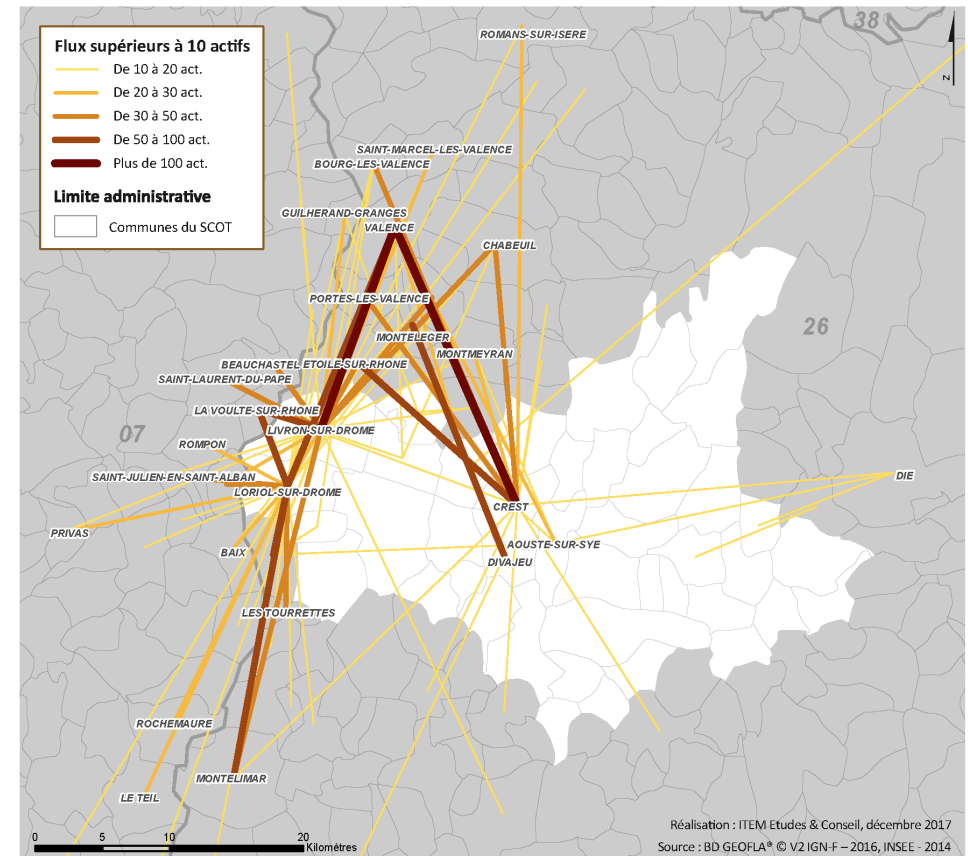 38
ROMANS-SUR-ISERE
Flux supérieurs à 10 actifs
De 10 à 20 act.
De 20 à 30 act.
De 30 à 50 act.
De 50 à 100 act.
Plus de 100 act.
Limite administrative
Communes du SCOT
N
SAINT-MARCEL-LES-VALENCE
BOURG-LES-VALENCE
GUILHERAND-GRANGES
VALENCE
CHABEUIL
PORTES-LES-VALENCE
26
MONTELEGER
MONTMEYRAN
BEAUCHASTEL ETOILE-SUR-RHONE
SAINT-LAURENT-DU-PAPE
LA VOULTE-SUR-RHONE
LIVRON-SUR-DROME
07
ROMPON
SAINT-JULIEN-EN-SAINT-ALBAN
DIE
LORIOL-SUR-DROME
CREST
PRIVAS
AOUSTE-SUR-SYE
BAIX
DIVAJEU
LES TOURRETTES
ROCHEMAURE
MONTELIMAR
LE TEIL
0 5 10 20
Kilomètres
Réalisation : ITEM Etudes & Conseil, décembre 2017
Source : BD GEOFLA® © V2 IGN-F – 2016, INSEE - 2014